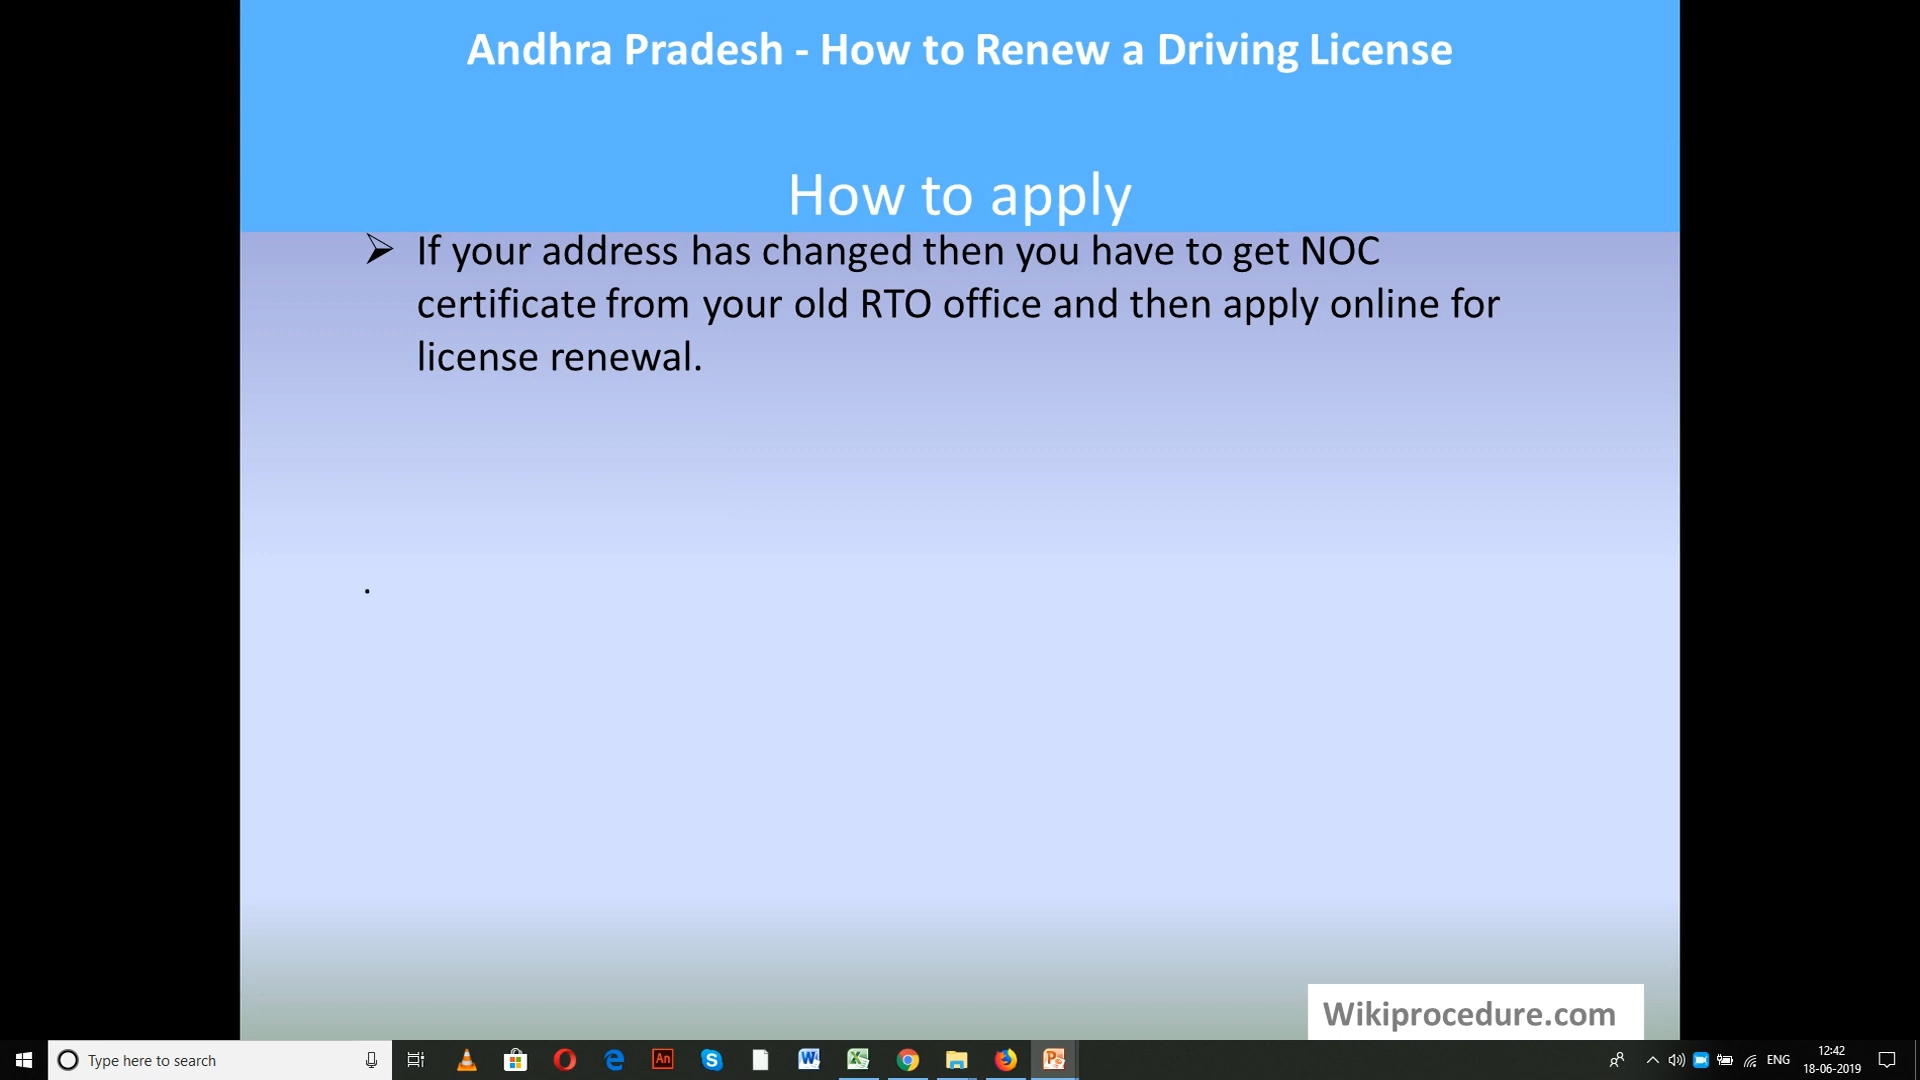 Andhra Pradesh - How to Renew a Driving License
How to apply
➢ If your address has changed then you have to get NOC
certificate from your old RTO office and then apply online for
license renewal.
.
Wikiprocedure.com
Type here to search
An
ENG
12:42
18-06-2019